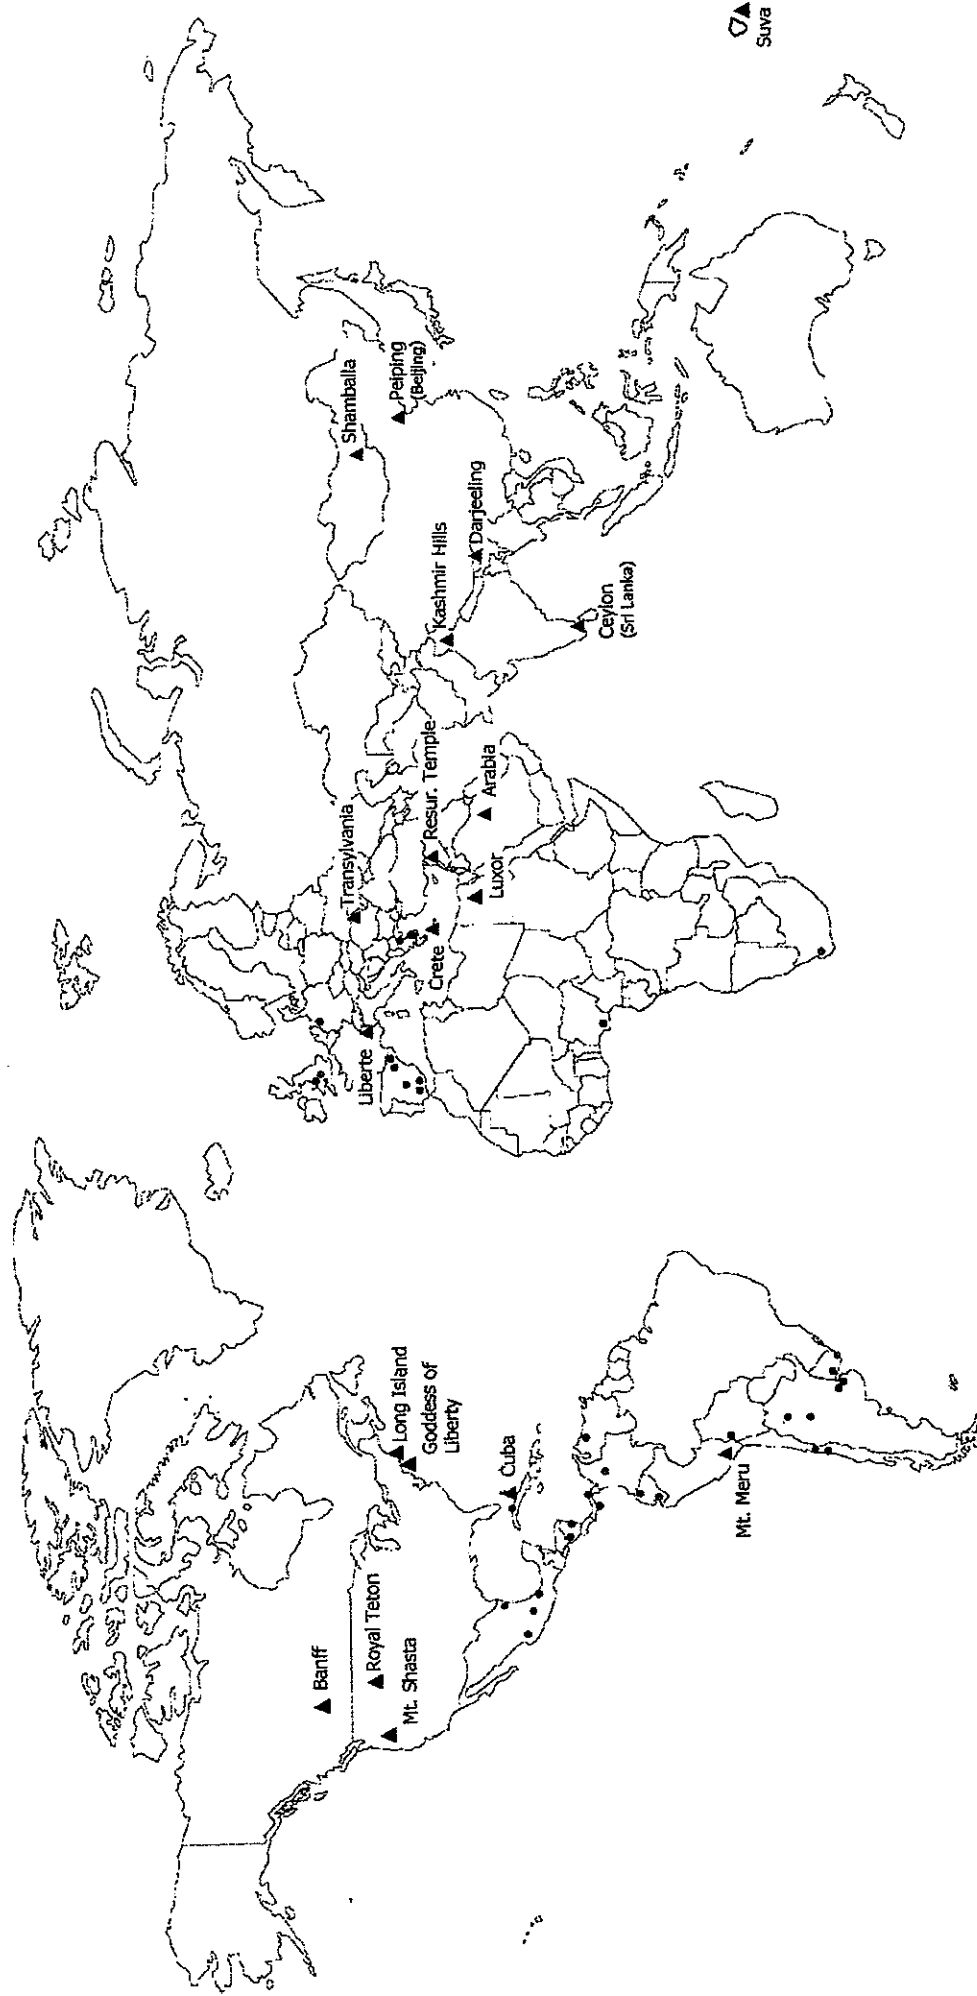 Banff
Royal Teton
Mt. Shasta
Long Island
Goddess of
Liberty
Cuba
Mt. Meru
Liberte
Transylvania
Crete
Resur. Temple
Luxor
Arabia
Shamballa
Peiping
(Beijing)
Kashmir Hills
Darjeeling
Ceylon
(Sri Lanka)
Suva